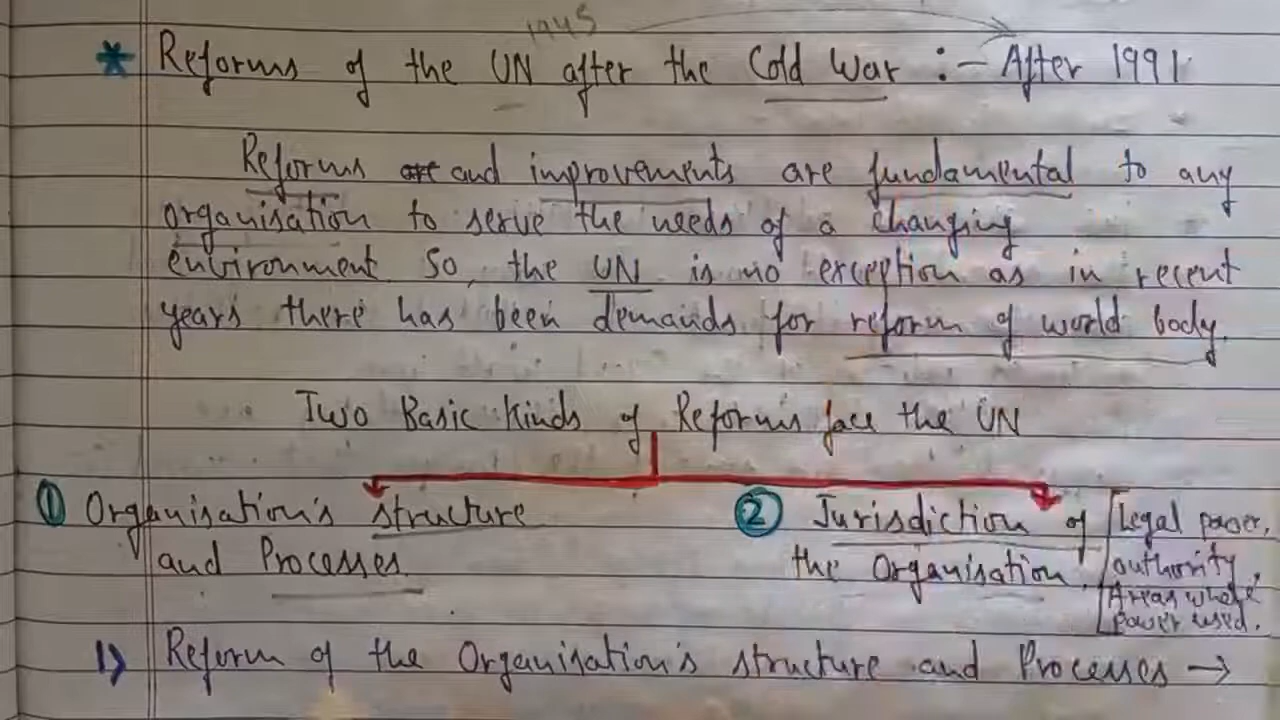 1945
* Reforms of the UN after the Cold War :- After 1991
Reforms and improvements are fundamental to any
organisation to serve the needs of a changing
environment. So, the UN is no exception as in recent
years there has been demands for reform of world body.
Two Basic Kinds of Reforms face the UN
① Organisation's structure
and Processes.
② Jurisdiction of
the Organisation.
Legal power,
authority,
Areas where
power used.
1) Reform of the Organisation's structure and Processes →